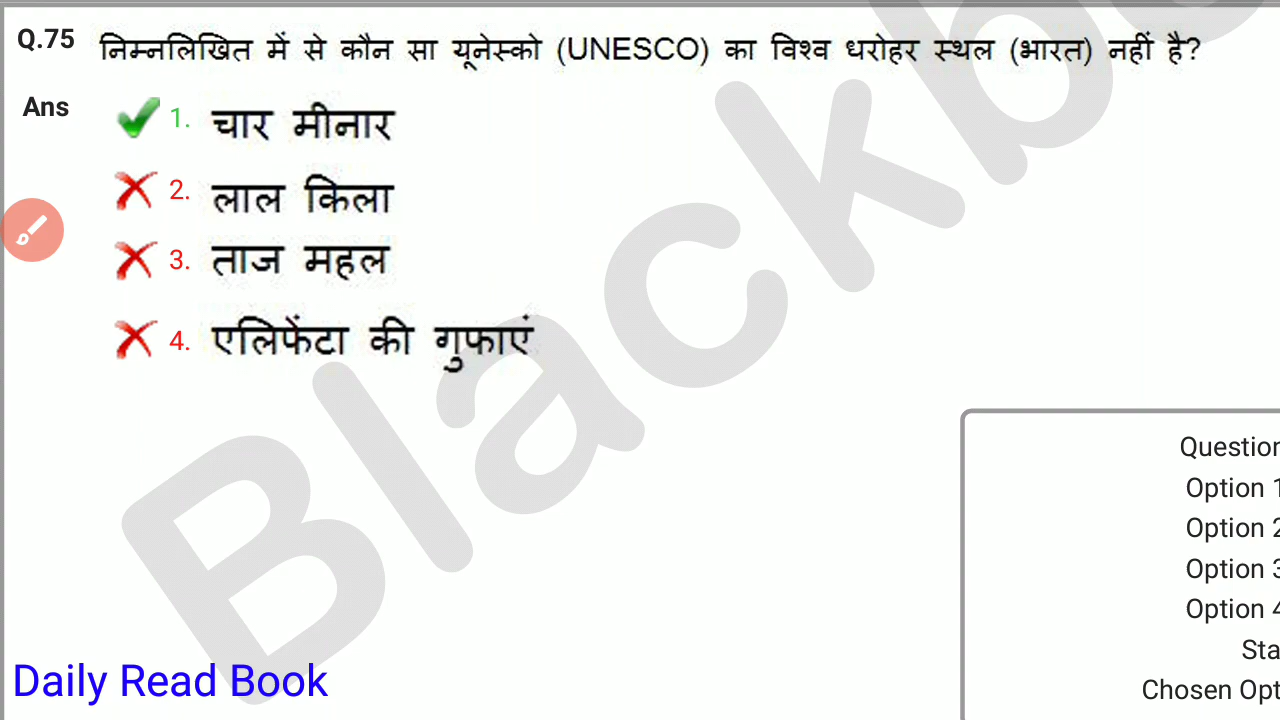 Q.75 निम्नलिखित में से कौन सा यूनेस्को (UNESCO) का विश्व धरोहर स्थल (भारत) नहीं है?
Ans 1. चार मीनार
2. लाल किला
3. ताज महल
4. एलिफेंटा की गुफाएं
Question
Option 1
Option 2
Option 3
Option 4
Sta
Chosen Opt
Daily Read Book